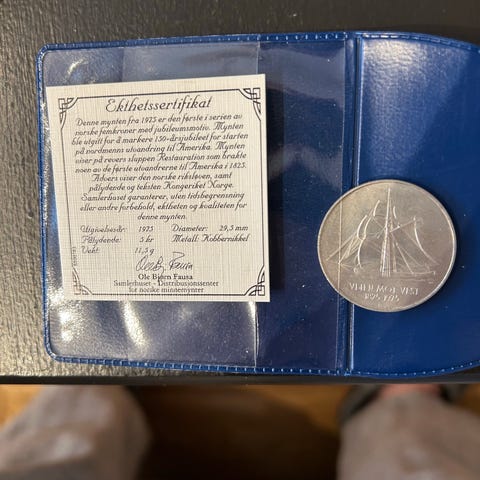 Ekthetssertifikat
Denne mynten fra 1975 er den første i serien av
norske femkroner med jubileumsmotiv. Mynten
ble utgitt for å markere 150-årsjubileet for starten
på nordmenns utvandring til Amerika. Mynten
viser på revers sluppen Restauration som brakte
noen av de første utvandrerne til Amerika i 1825.
Advers viser den norske riksløven, samt
pålydende og teksten Kongeriket Norge.
Samlerhuset garanterer, uten tidsbegrensning
eller andre forbehold, ektheten og kvaliteten for
denne mynten.
Utgivelsesår: 1975 Diameter: 29,5 mm
Pålydende: 5 kr Metall: Kobbernikkel
Vekt: 11,5 g
Ole Bjørn Fausa
Samlerhuset - Distribusjonssenter
for norske minnemynter
VEIEN MOT VEST
1825 1975